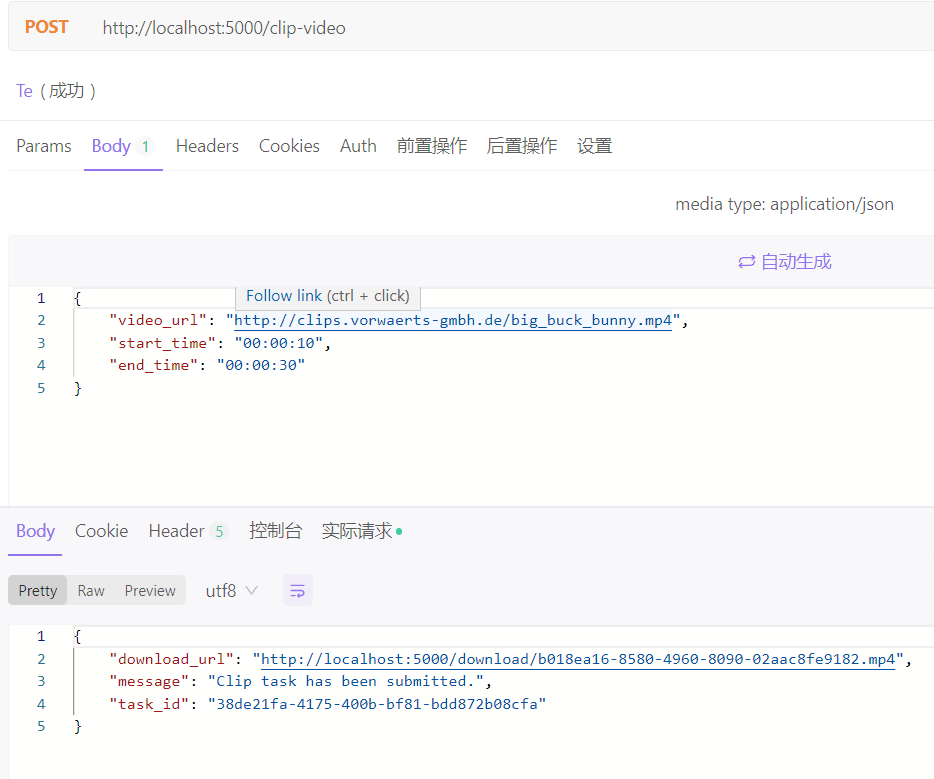 POST http://localhost:5000/clip-video
Te ( 成功 )
Params Body 1 Headers Cookies Auth 前置操作 后置操作 设置
media type: application/json
自动生成
1 {
Follow link (ctrl + click)
2 "video_url": "http://clips.vorwaerts-gmbh.de/big_buck_bunny.mp4",
3 "start_time": "00:00:10",
4 "end_time": "00:00:30"
5 }
Body Cookie Header 5 控制台 实际请求
Pretty Raw Preview utf8
1 {
2 "download_url": "http://localhost:5000/download/b018ea16-8580-4960-8090-02aac8fe9182.mp4",
3 "message": "Clip task has been submitted.",
4 "task_id": "38de21fa-4175-400b-bf81-bdd872b08cfa"
5 }